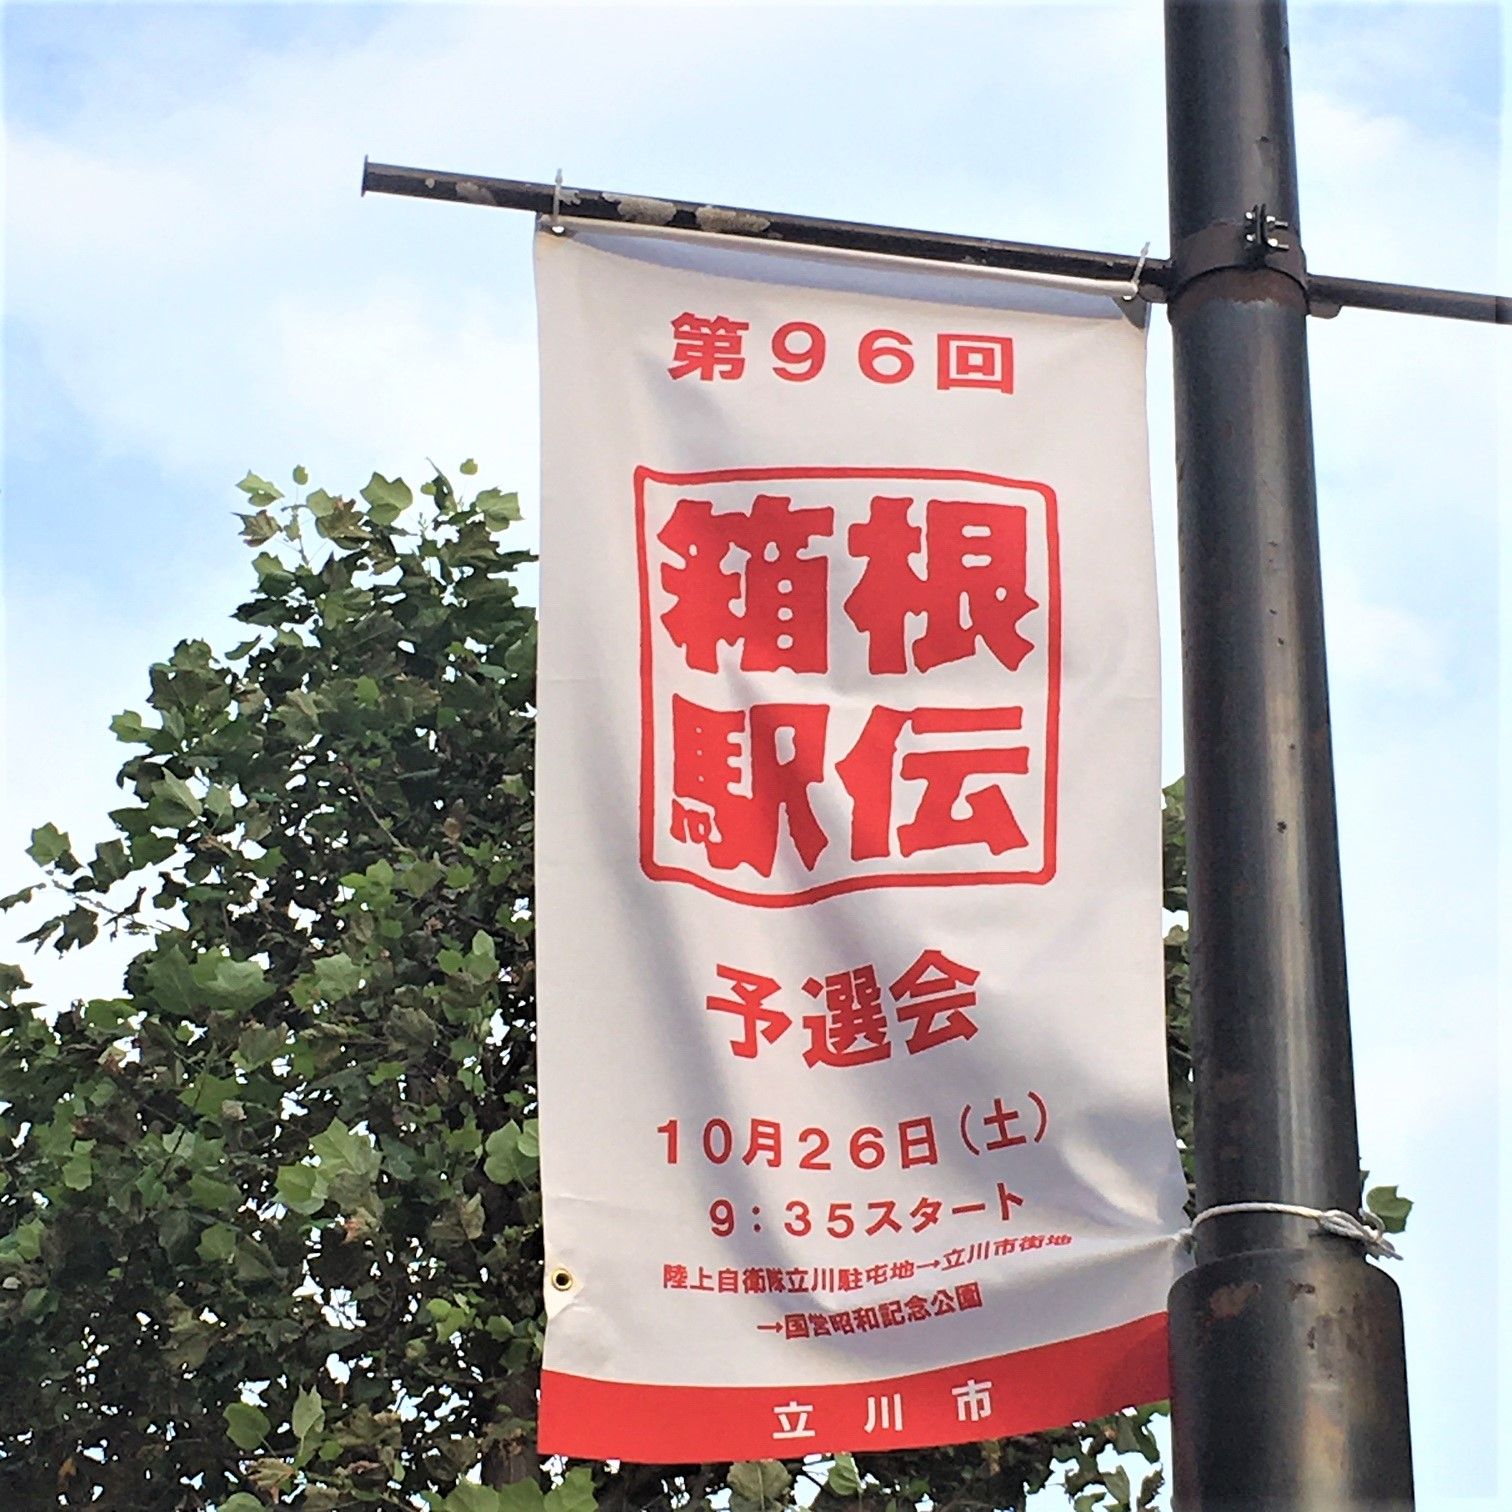 第９６回
箱根
駅伝
予選会
１０月２６日（土）
９：３５スタート
陸上自衛隊立川駐屯地→立川市街地
→国営昭和記念公園
立川市